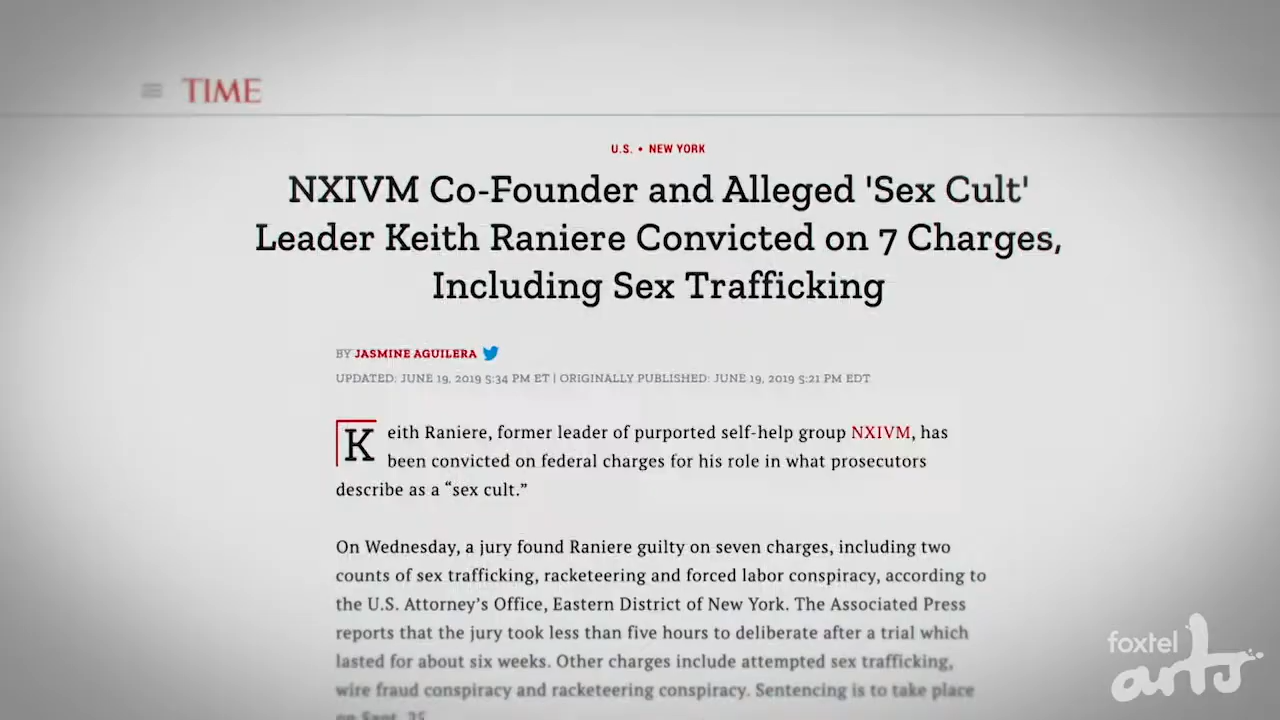 TIME
U.S. • NEW YORK
NXIVM Co-Founder and Alleged 'Sex Cult'
Leader Keith Raniere Convicted on 7 Charges,
Including Sex Trafficking
BY JASMINE AGUILERA
UPDATED: JUNE 19, 2019 5:34 PM ET | ORIGINALLY PUBLISHED: JUNE 19, 2019 5:21 PM EDT
Keith Raniere, former leader of purported self-help group NXIVM, has
been convicted on federal charges for his role in what prosecutors
describe as a “sex cult.”
On Wednesday, a jury found Raniere guilty on seven charges, including two
counts of sex trafficking, racketeering and forced labor conspiracy, according to
the U.S. Attorney’s Office, Eastern District of New York. The Associated Press
reports that the jury took less than five hours to deliberate after a trial which
lasted for about six weeks. Other charges include attempted sex trafficking,
wire fraud conspiracy and racketeering conspiracy. Sentencing is to take place
on Sept. 25.
foxtel
arts